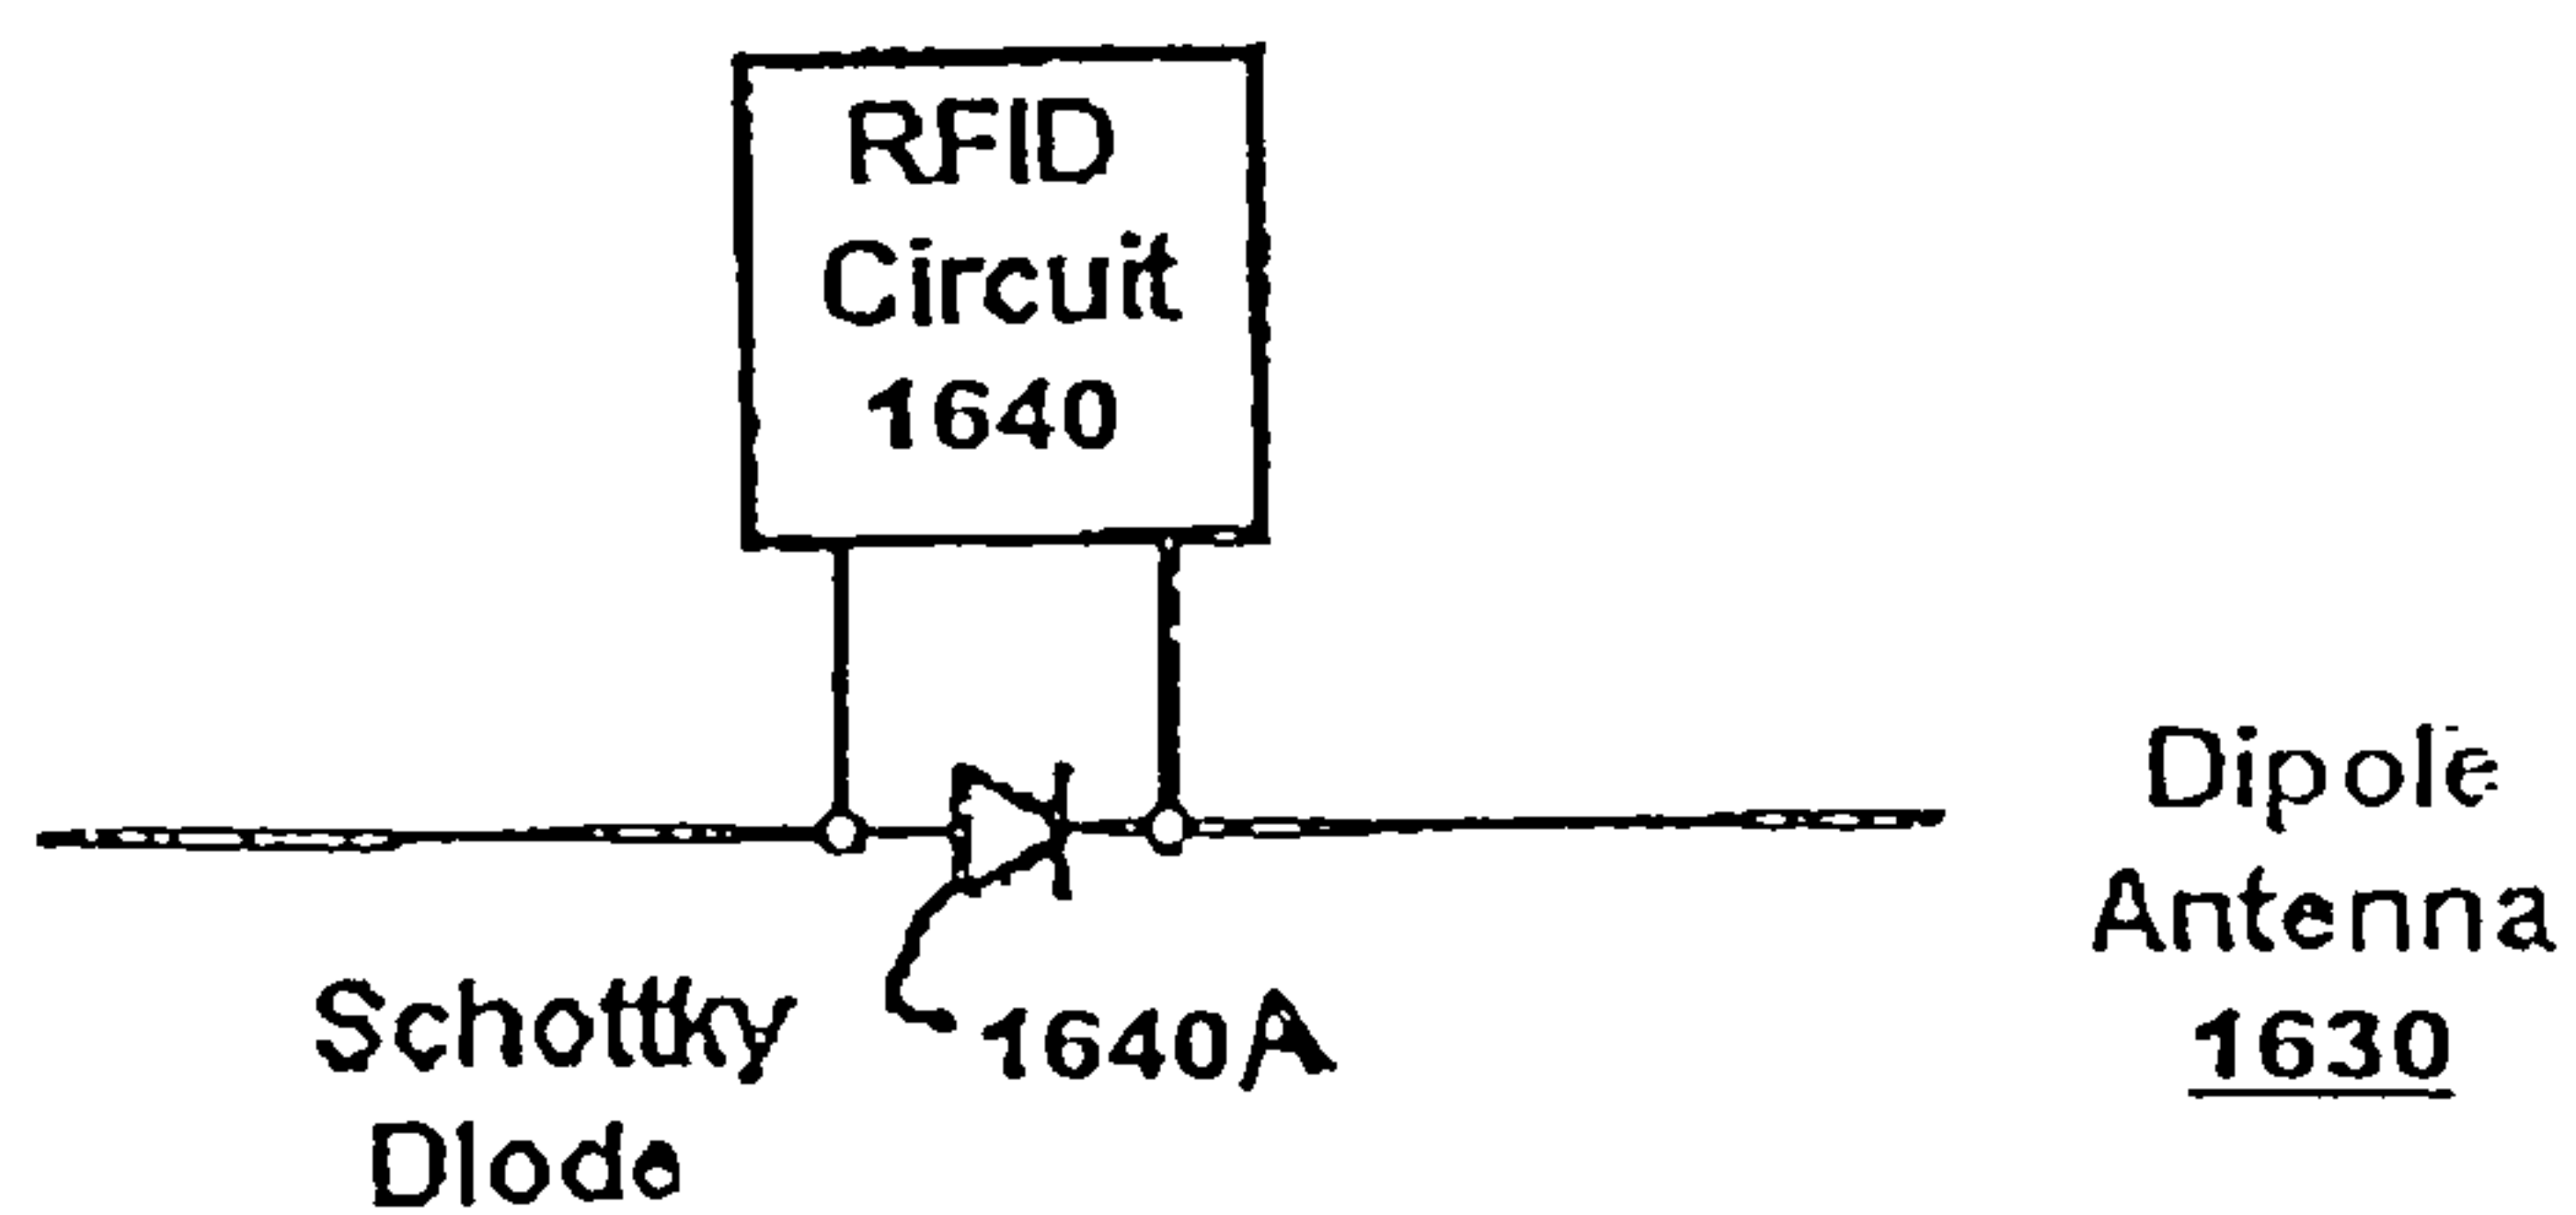 RFID
Circuit
1640
Dipole
Antenna
1630
Schottky
Diode
1640A